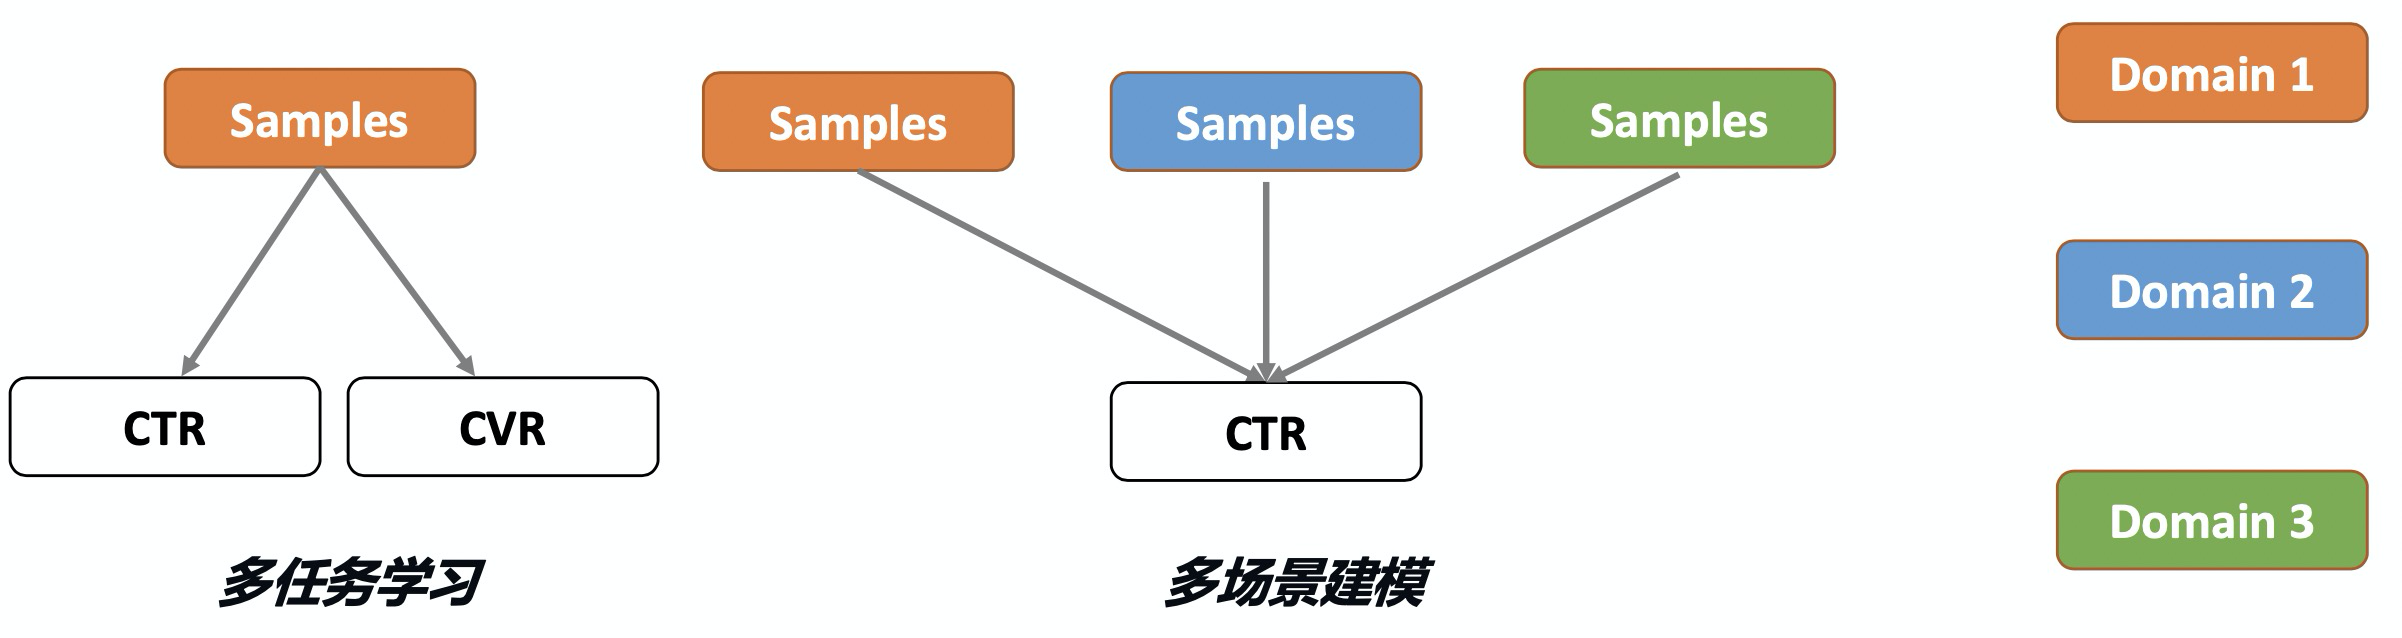 Samples
CTR
CVR
多任务学习
Samples
Samples
Samples
CTR
多场景建模
Domain 1
Domain 2
Domain 3